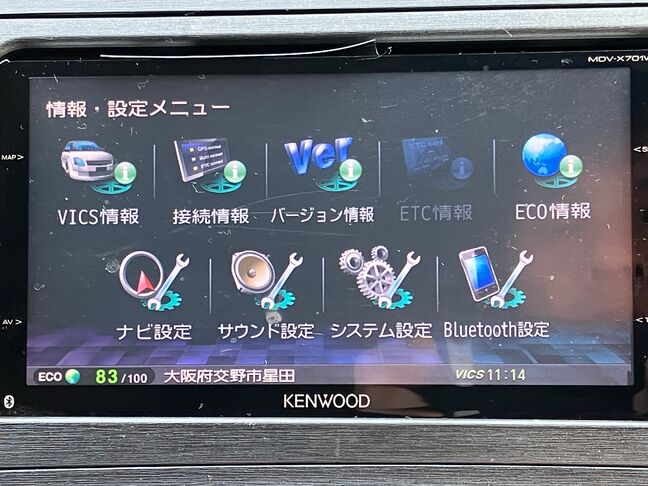 MDV-X701W
情報・設定メニュー
MAP>
VICS情報
接続情報
Ver
バージョン情報
ETC情報
ECO情報
ナビ設定
サウンド設定
システム設定
Bluetooth設定
AV>
ECO 83/100 大阪府交野市星田 VICS 11:14
KENWOOD